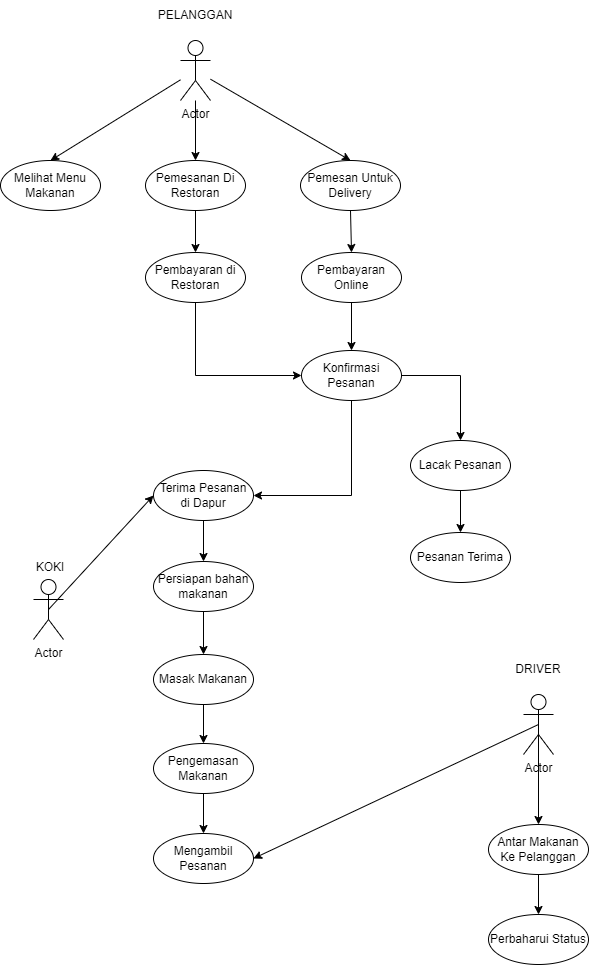 PELANGGAN
Actor
Melihat Menu
Makanan
Pemesanan Di
Restoran
Pemesan Untuk
Delivery
Pembayaran di
Restoran
Pembayaran
Online
Konfirmasi
Pesanan
Lacak Pesanan
Pesanan Terima
Terima Pesanan
di Dapur
KOKI
Actor
Persiapan bahan
makanan
Masak Makanan
Pengemasan
Makanan
Mengambil
Pesanan
DRIVER
Actor
Antar Makanan
Ke Pelanggan
Perbaharui Status